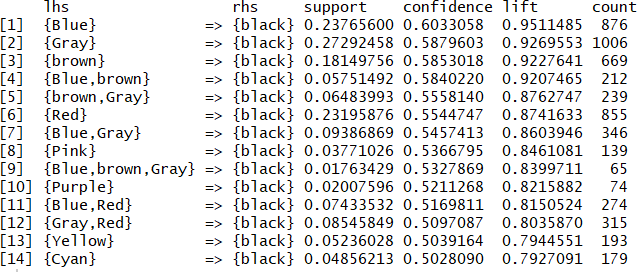 lhs rhs support confidence lift count
[1] {Blue} => {black} 0.23765600 0.6033058 0.9511485 876
[2] {Gray} => {black} 0.27292458 0.5879603 0.9269553 1006
[3] {brown} => {black} 0.18149756 0.5853018 0.9227641 669
[4] {Blue,brown} => {black} 0.05751492 0.5840220 0.9207465 212
[5] {brown,Gray} => {black} 0.06483993 0.5558140 0.8762747 239
[6] {Red} => {black} 0.23195876 0.5544747 0.8741633 855
[7] {Blue,Gray} => {black} 0.09386869 0.5457413 0.8603946 346
[8] {Pink} => {black} 0.03771026 0.5366795 0.8461081 139
[9] {Blue,brown,Gray} => {black} 0.01763429 0.5327869 0.8399711 65
[10] {Purple} => {black} 0.02007596 0.5211268 0.8215882 74
[11] {Blue,Red} => {black} 0.07433532 0.5169811 0.8150524 274
[12] {Gray,Red} => {black} 0.08545849 0.5097087 0.8035870 315
[13] {Yellow} => {black} 0.05236028 0.5039164 0.7944551 193
[14] {Cyan} => {black} 0.04856213 0.5028090 0.7927091 179